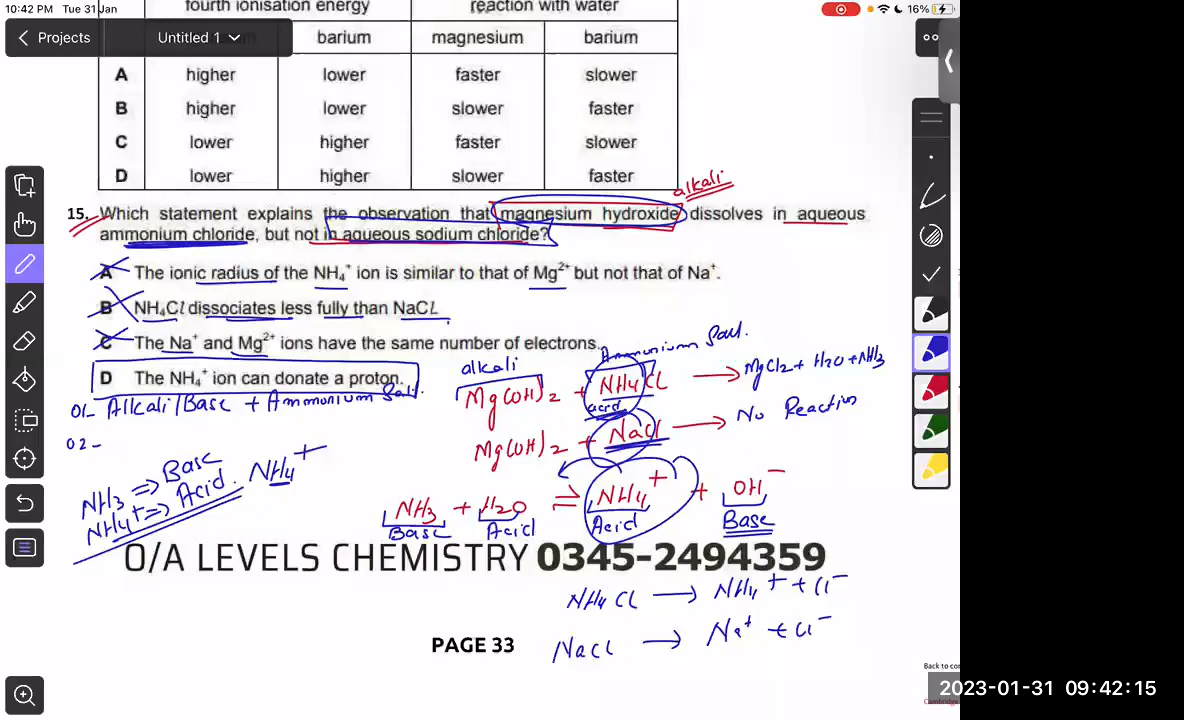 10:42 PM Tue 31 Jan
16%
fourth ionisation energy reaction with water
Projects Untitled 1
barium magnesium barium
A higher lower faster slower
B higher lower slower faster
C lower higher faster slower
D lower higher slower faster
alkali
15. Which statement explains the observation that magnesium hydroxide dissolves in aqueous
ammonium chloride, but not in aqueous sodium chloride?
A The ionic radius of the NH₄⁺ ion is similar to that of Mg²⁺ but not that of Na⁺.
B NH₄Cl dissociates less fully than NaCl.
C The Na⁺ and Mg²⁺ ions have the same number of electrons.
D The NH₄⁺ ion can donate a proton.
alkali Ammonium Salt.
Mg(OH)₂ + NH₄Cl → MgCl₂ + H₂O + NH₃
acid
01- Alkali/Base + Ammonium Salt.
Mg(OH)₂ + NaCl → No Reaction
02-
NH₃ ⇒ Base
NH₄⁺ ⇒ Acid. NH₄⁺
NH₃ + H₂O ⇌ NH₄⁺ + OH⁻
Base Acid Acid Base
O/A LEVELS CHEMISTRY 0345-2494359
NH₄Cl → NH₄⁺ + Cl⁻
PAGE 33
NaCl → Na⁺ + Cl⁻
Back to con
2023-01-31 09:42:15